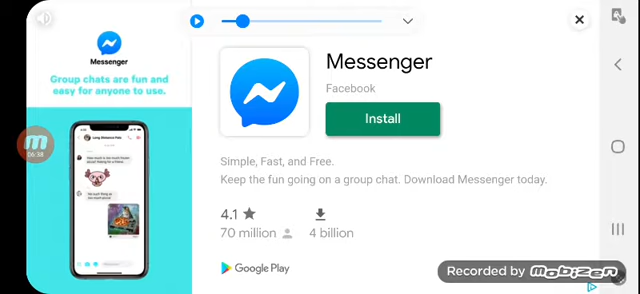 Messenger
Group chats are fun and
easy for anyone to use.
06:38
Messenger
Facebook
Install
Simple, Fast, and Free.
Keep the fun going on a group chat. Download Messenger today.
4.1
70 million
4 billion
Google Play
Recorded by Mobizen